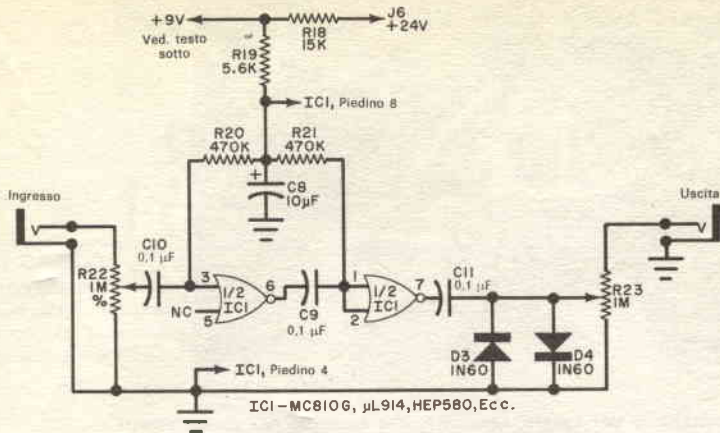 +9V
Ved. testo
sotto
R18
15K
J6
+24V
R19
5.6K
IC1, Piedino 8
R20
470K
R21
470K
+
C8
10µF
Ingresso
Uscita
R22
1M
%
C10
0,1 µF
3
1/2
IC1
6
NC
5
C9
0,1 µF
1
1/2
IC1
2
7
C11
0,1 µF
R23
1M
D3
1N60
D4
1N60
IC1, Piedino 4
IC1-MC810G, µL914, HEP580, Ecc.